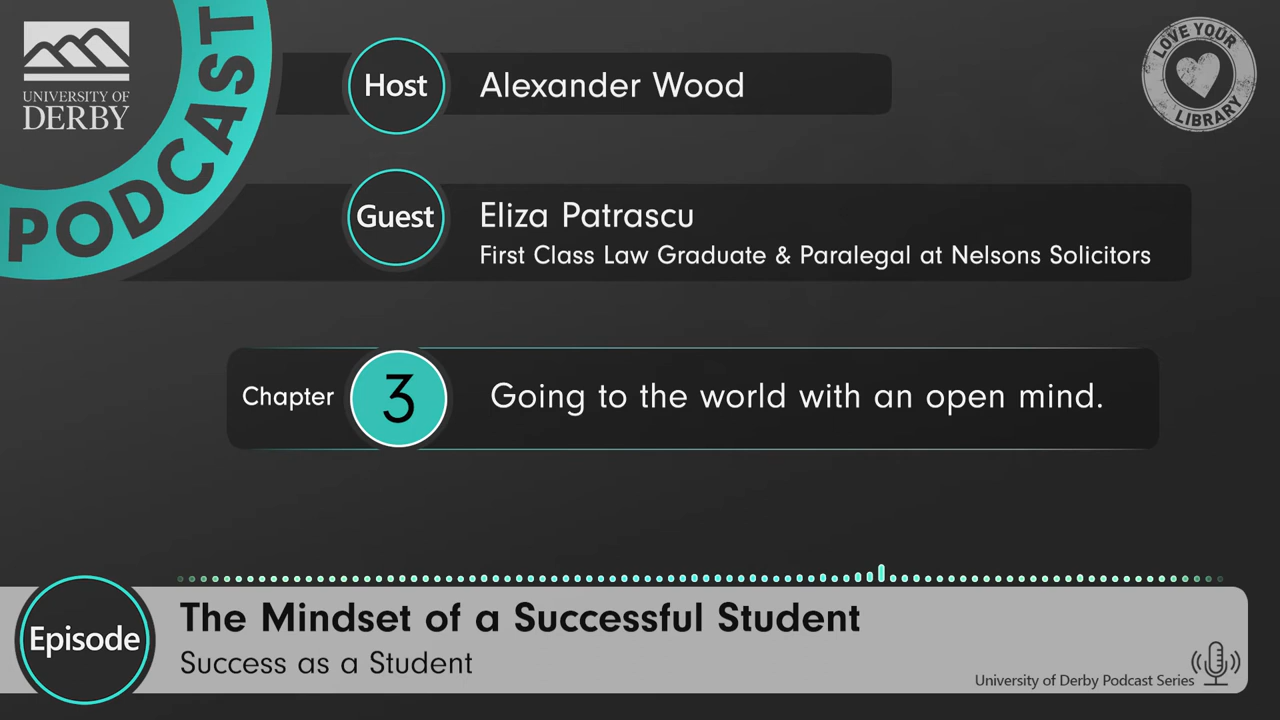 UNIVERSITY OF
DERBY
PODCAST
Host
Alexander Wood
LOVE YOUR
LIBRARY
Guest
Eliza Patrascu
First Class Law Graduate & Paralegal at Nelsons Solicitors
Chapter
3
Going to the world with an open mind.
Episode
The Mindset of a Successful Student
Success as a Student
University of Derby Podcast Series